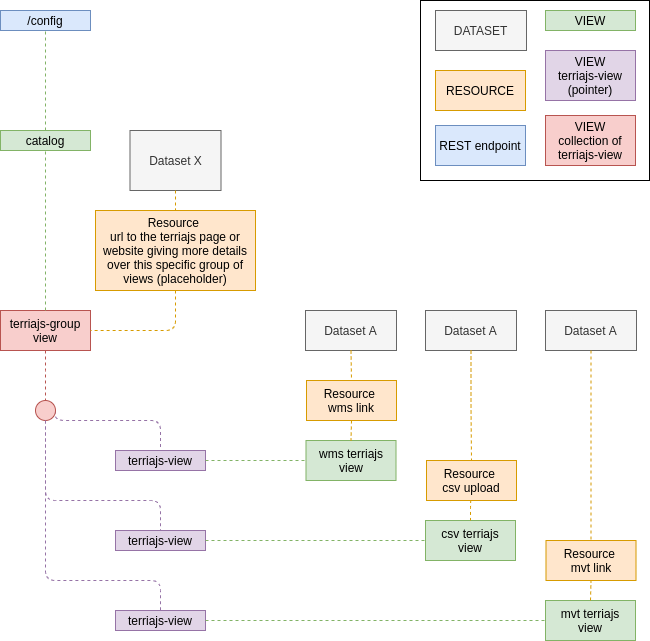 /config
DATASET
VIEW
VIEW
terriajs-view
(pointer)
RESOURCE
REST endpoint
VIEW
collection of
terriajs-view
catalog
Dataset X
Resource
url to the terriajs page or
website giving more details
over this specific group of
views (placeholder)
terriajs-group
view
Dataset A
Dataset A
Dataset A
Resource
wms link
terriajs-view
wms terriajs
view
Resource
csv upload
terriajs-view
csv terriajs
view
Resource
mvt link
terriajs-view
mvt terriajs
view